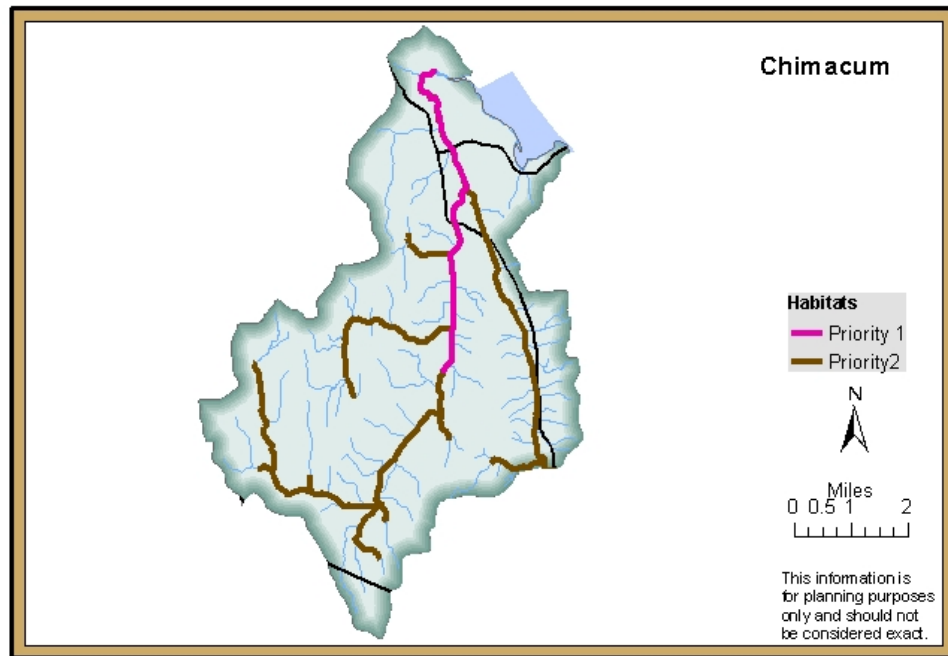 Chimacum
Habitats
Priority 1
Priority2
N
Miles
0 0.5 1 2
This information is
for planning purposes
only and should not
be considered exact.